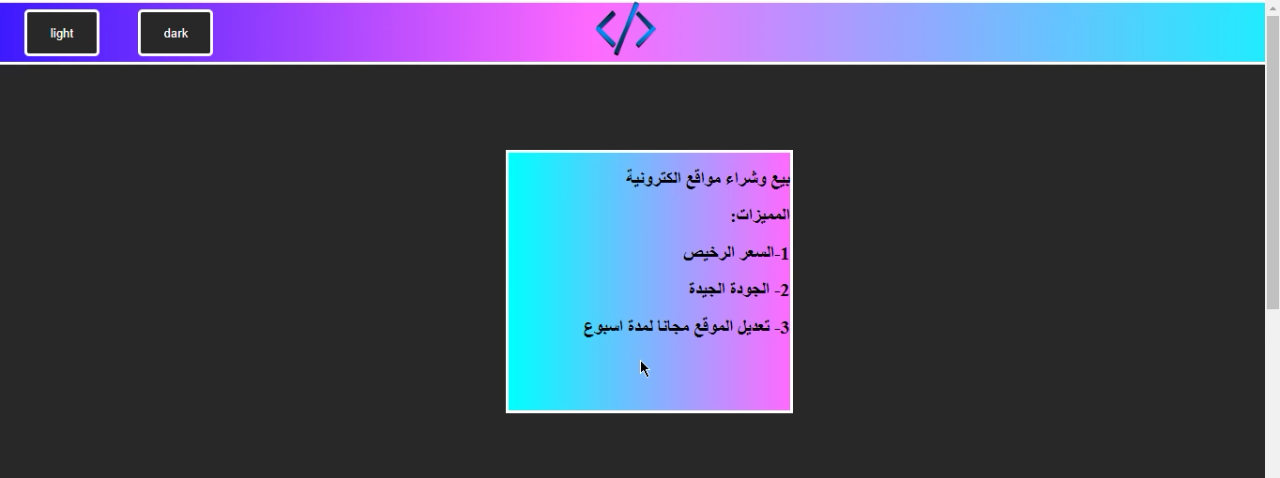 light
dark
</>
بيع وشراء مواقع الكترونية
المميزات:
1-السعر الرخيص
2- الجودة الجيدة
3- تعديل الموقع مجانا لمدة اسبوع